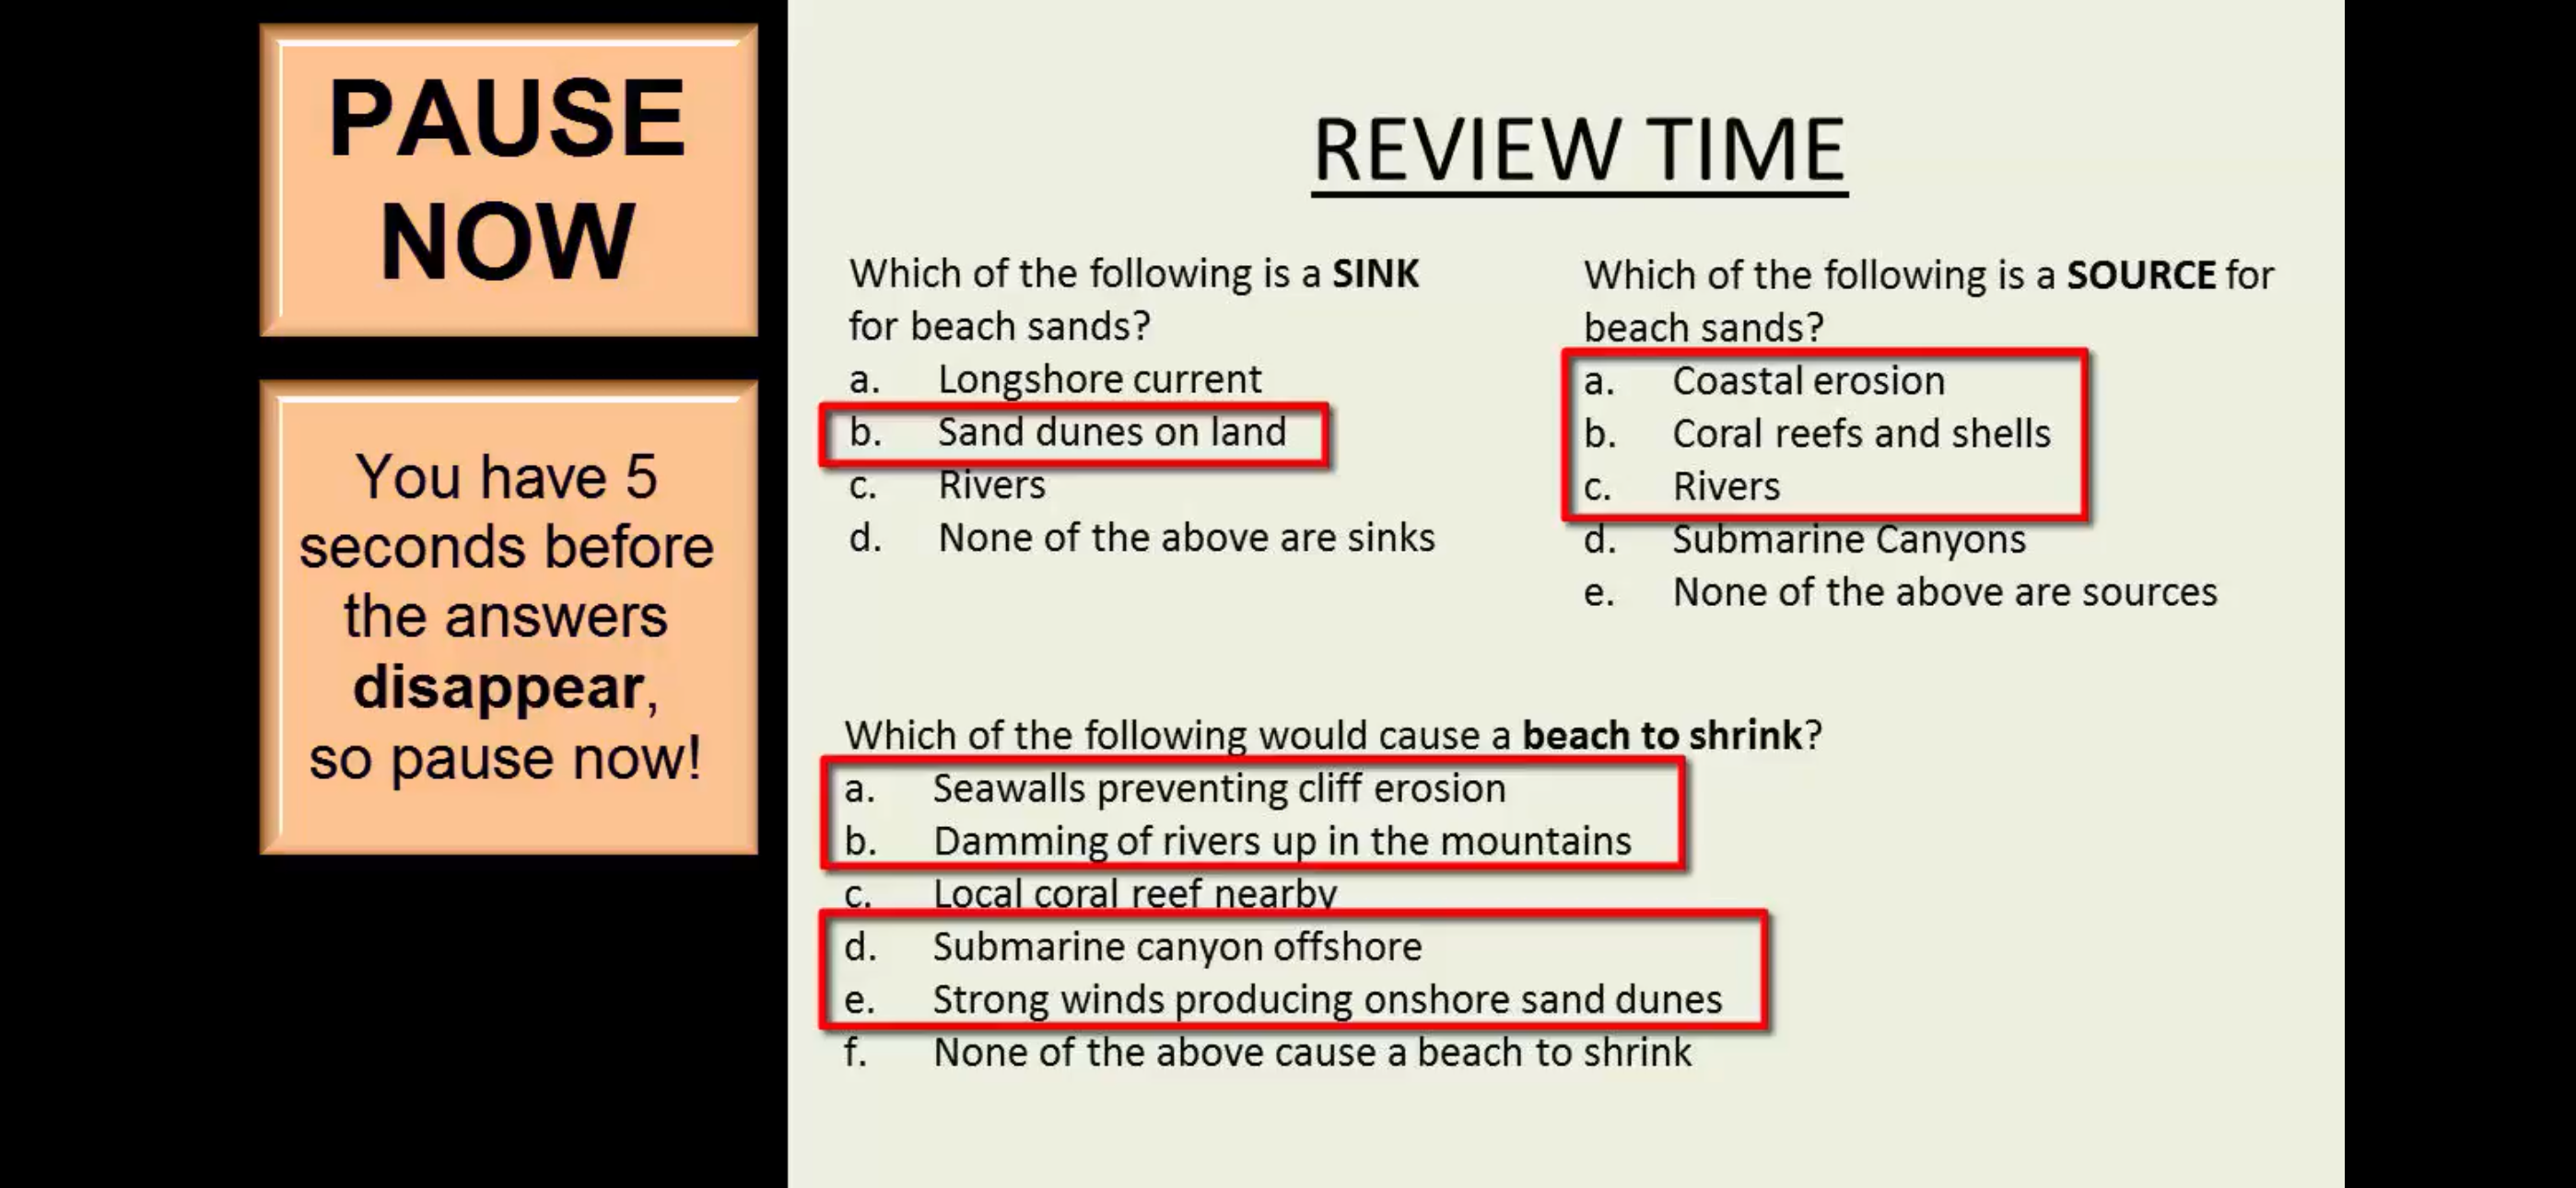 PAUSE
NOW
You have 5
seconds before
the answers
disappear,
so pause now!
REVIEW TIME
Which of the following is a SINK
for beach sands?
a. Longshore current
b. Sand dunes on land
c. Rivers
d. None of the above are sinks
Which of the following is a SOURCE for
beach sands?
a. Coastal erosion
b. Coral reefs and shells
c. Rivers
d. Submarine Canyons
e. None of the above are sources
Which of the following would cause a beach to shrink?
a. Seawalls preventing cliff erosion
b. Damming of rivers up in the mountains
c. Local coral reef nearby
d. Submarine canyon offshore
e. Strong winds producing onshore sand dunes
f. None of the above cause a beach to shrink